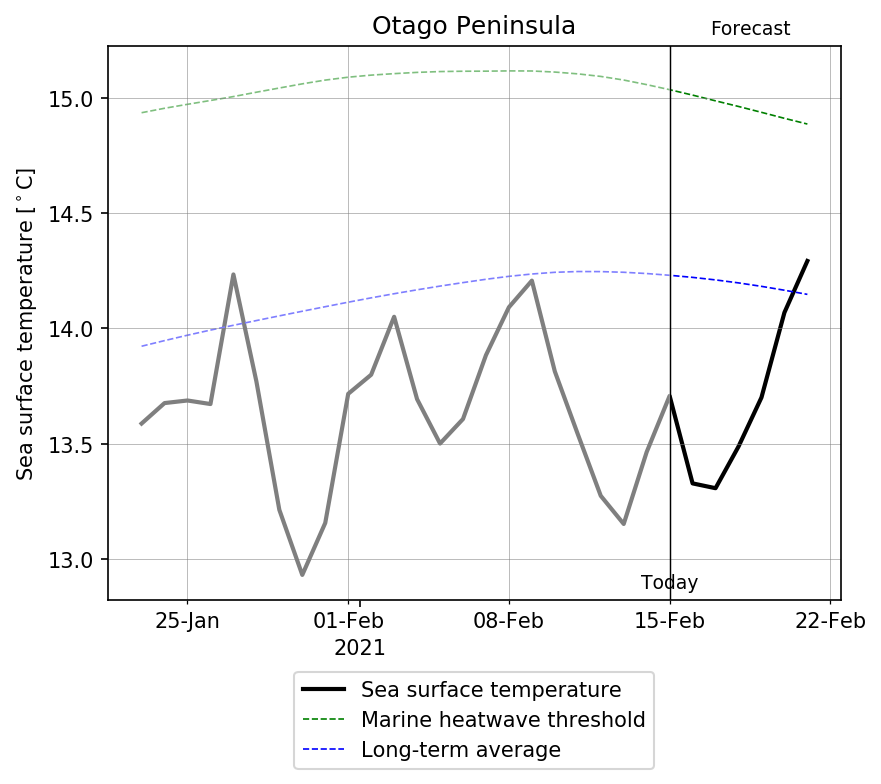 Otago Peninsula
Forecast
Sea surface temperature [°C]
15.0
14.5
14.0
13.5
13.0
Today
25-Jan
01-Feb
08-Feb
15-Feb
22-Feb
2021
Sea surface temperature
Marine heatwave threshold
Long-term average